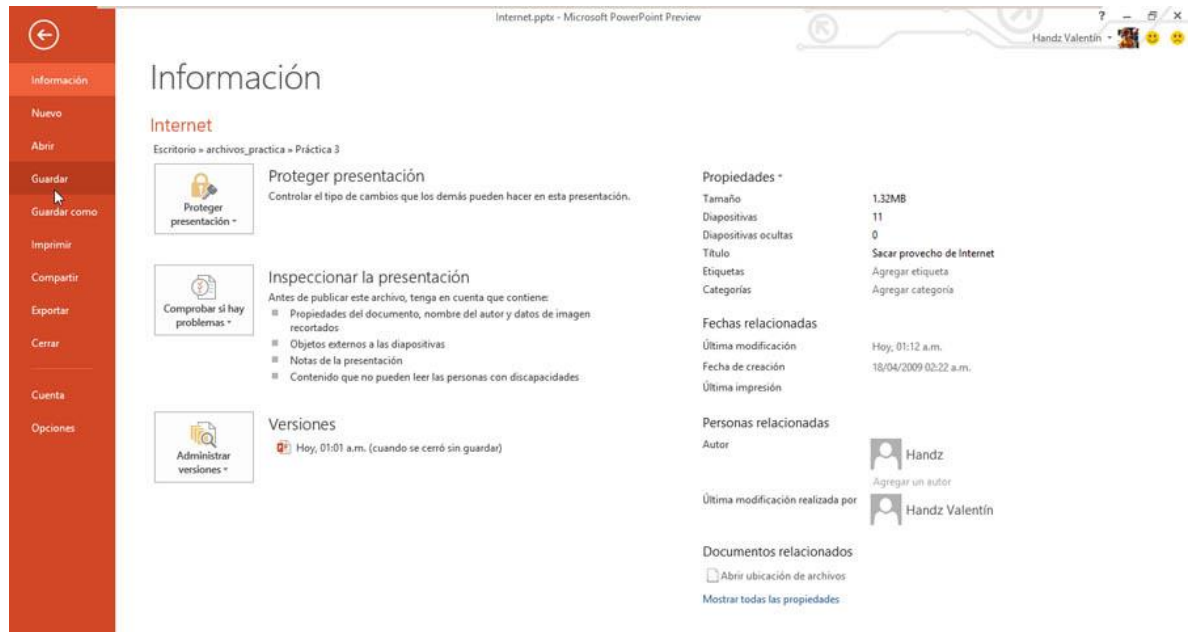 Internet.pptx - Microsoft PowerPoint Preview
?
Handz Valentín
Información
Nuevo
Abrir
Guardar
Guardar como
Imprimir
Compartir
Exportar
Cerrar
Cuenta
Opciones
Información
Internet
Escritorio » archivos_practica » Práctica 3
Proteger
presentación
Proteger presentación
Controlar el tipo de cambios que los demás pueden hacer en esta presentación.
Comprobar si hay
problemas
Inspeccionar la presentación
Antes de publicar este archivo, tenga en cuenta que contiene:
Propiedades del documento, nombre del autor y datos de imagen
recortados
Objetos externos a las diapositivas
Notas de la presentación
Contenido que no pueden leer las personas con discapacidades
Administrar
versiones
Versiones
Hoy, 01:01 a.m. (cuando se cerró sin guardar)
Propiedades
Tamaño 1.32MB
Diapositivas 11
Diapositivas ocultas 0
Título Sacar provecho de Internet
Etiquetas Agregar etiqueta
Categorías Agregar categoría
Fechas relacionadas
Última modificación Hoy, 01:12 a.m.
Fecha de creación 18/04/2009 02:22 a.m.
Última impresión
Personas relacionadas
Autor Handz
Agregar un autor
Última modificación realizada por Handz Valentín
Documentos relacionados
Abrir ubicación de archivos
Mostrar todas las propiedades